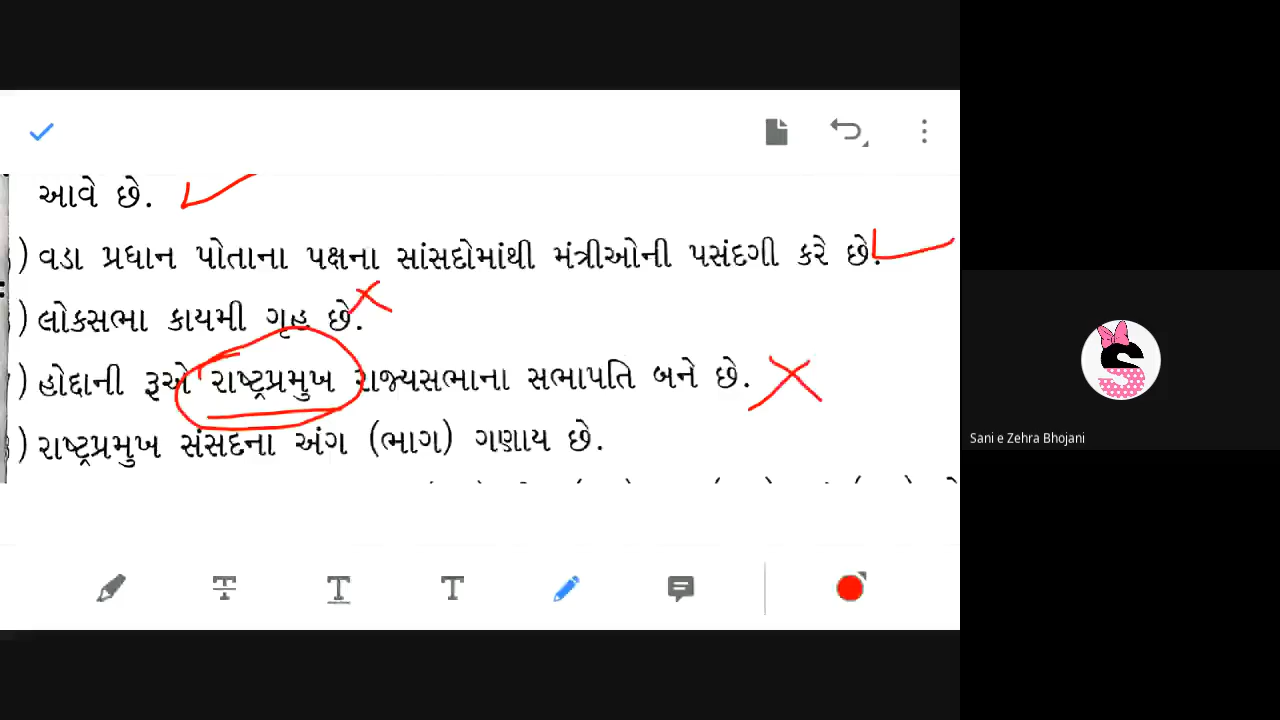 આવે છે.
) વડા પ્રધાન પોતાના પક્ષના સાંસદોમાંથી મંત્રીઓની પસંદગી કરે છે.
) લોકસભા કાયમી ગૃહ છે.
) હોદ્દાની રૂએ રાષ્ટ્રપ્રમુખ રાજ્યસભાના સભાપતિ બને છે.
) રાષ્ટ્રપ્રમુખ સંસદના અંગ (ભાગ) ગણાય છે.
S
Sani e Zehra Bhojani